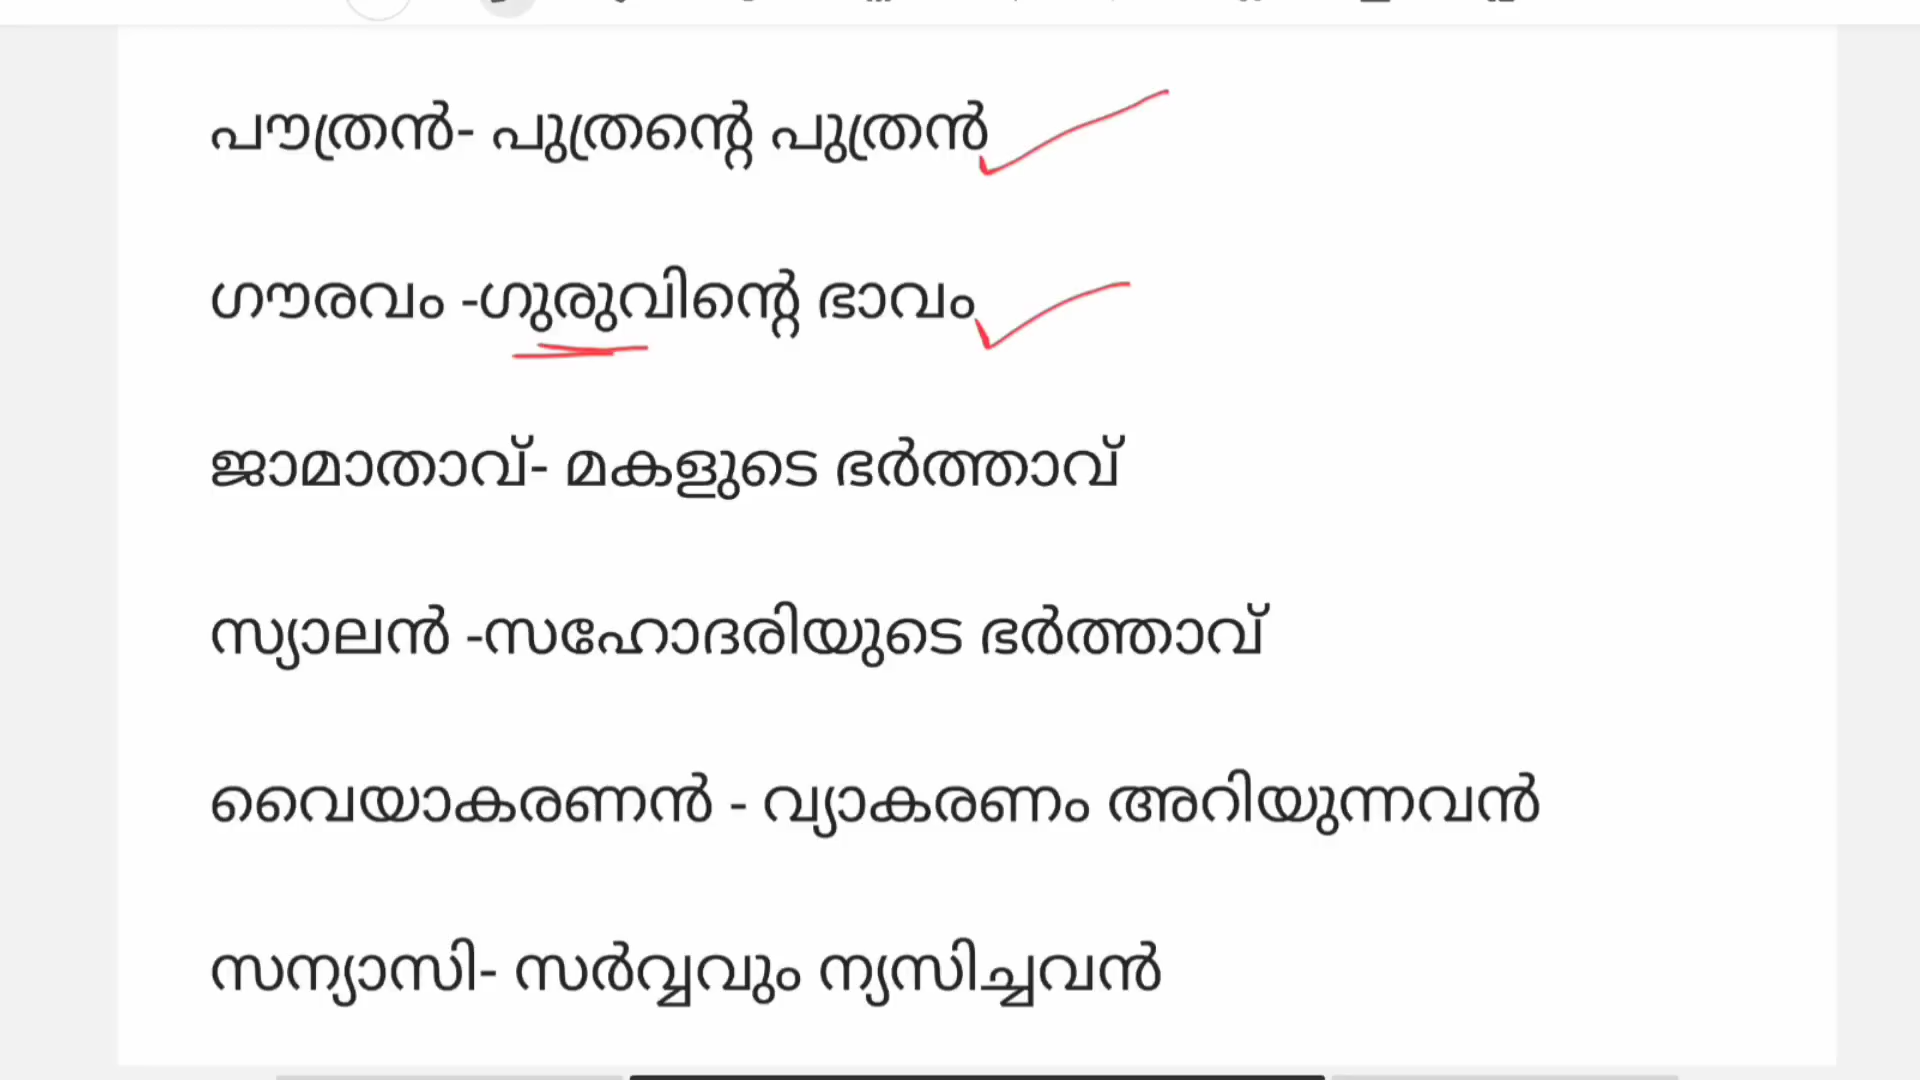 പൗത്രൻ- പുത്രന്റെ പുത്രൻ
ഗൗരവം -ഗുരുവിന്റെ ഭാവം
ജാമാതാവ്- മകളുടെ ഭർത്താവ്
സ്യാലൻ -സഹോദരിയുടെ ഭർത്താവ്
വൈയാകരണൻ - വ്യാകരണം അറിയുന്നവൻ
സന്യാസി- സർവ്വവും ന്യസിച്ചവൻ